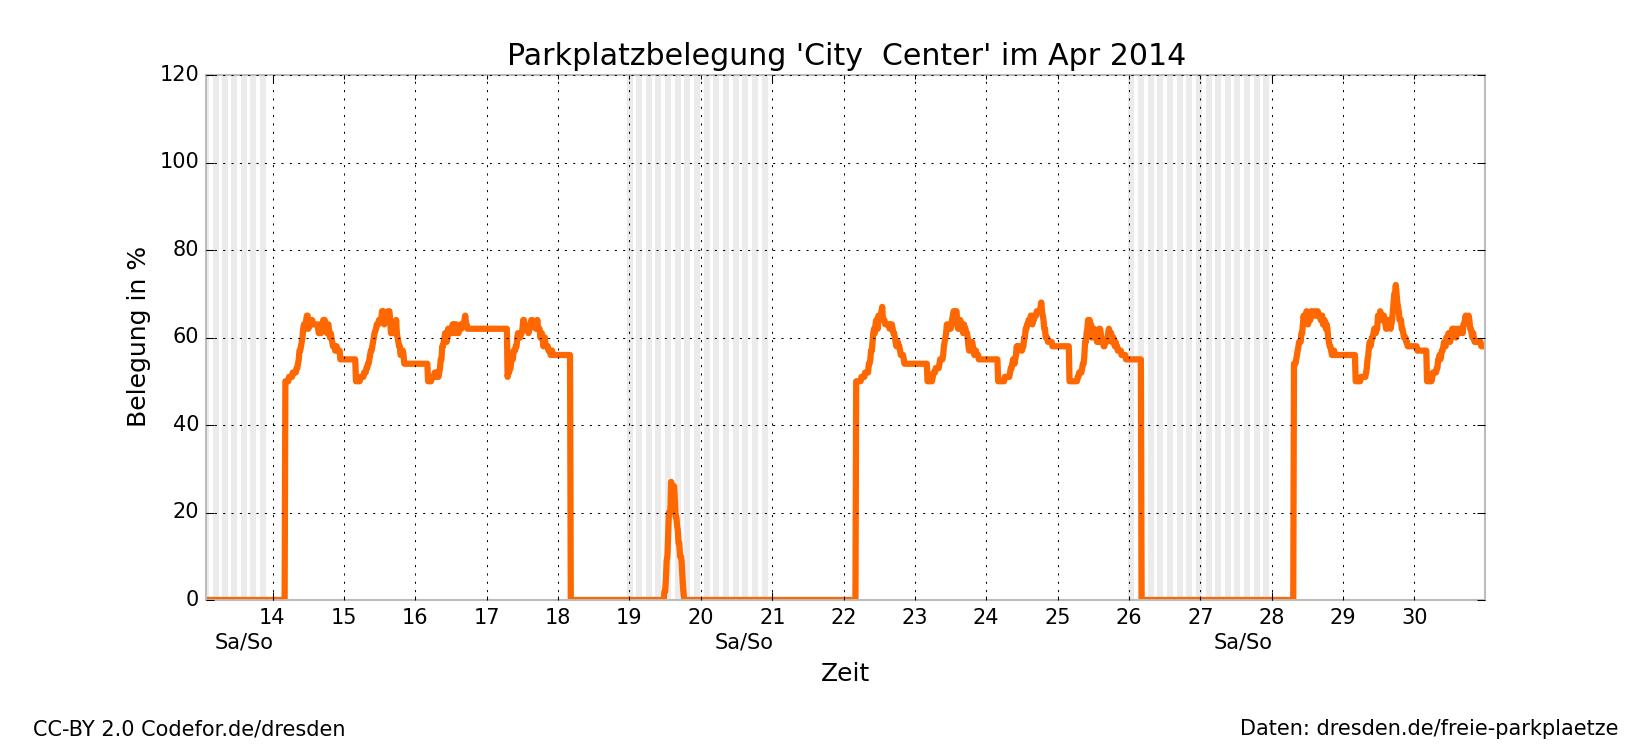 Parkplatzbelegung 'City  Center' im Apr 2014
Belegung in %
120
100
80
60
40
20
0
14 15 16 17 18 19 20 21 22 23 24 25 26 27 28 29 30
Sa/So Sa/So Sa/So
Zeit
CC-BY 2.0 Codefor.de/dresden
Daten: dresden.de/freie-parkplaetze